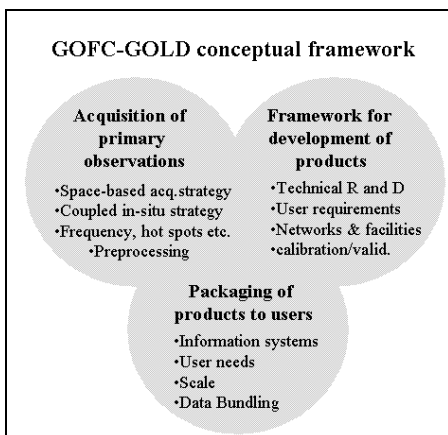 GOFC-GOLD conceptual framework
Acquisition of
primary
observations
•Space-based acq.strategy
•Coupled in-situ strategy
•Frequency, hot spots etc.
•Preprocessing
Framework for
development of
products
•Technical R and D
•User requirements
•Networks & facilities
•calibration/valid.
Packaging of
products to users
•Information systems
•User needs
•Scale
•Data Bundling